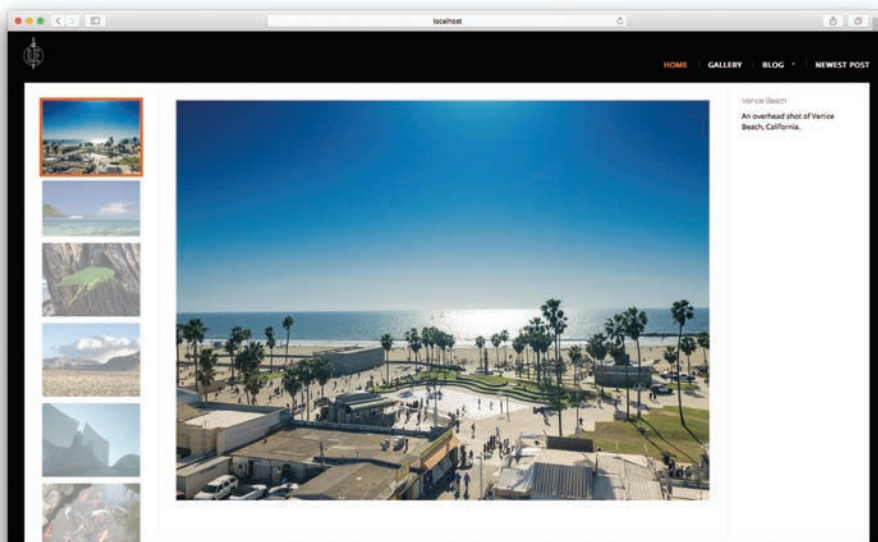 localhost
HOME
GALLERY
BLOG
NEWEST POST
Venice Beach
An overhead shot of Venice
Beach, California.